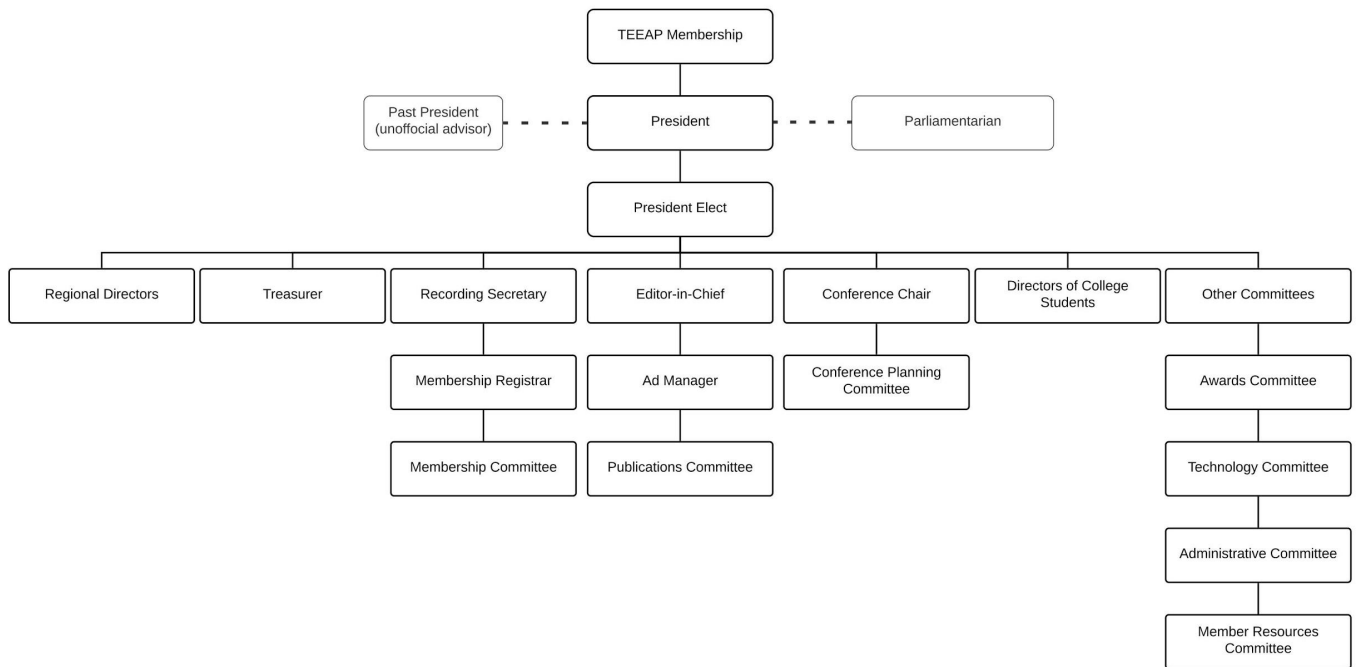 TEEAP Membership
Past President
(unoffocial advisor)
President
Parliamentarian
President Elect
Regional Directors
Treasurer
Recording Secretary
Editor-in-Chief
Conference Chair
Directors of College
Students
Other Committees
Membership Registrar
Ad Manager
Conference Planning
Committee
Awards Committee
Membership Committee
Publications Committee
Technology Committee
Administrative Committee
Member Resources
Committee